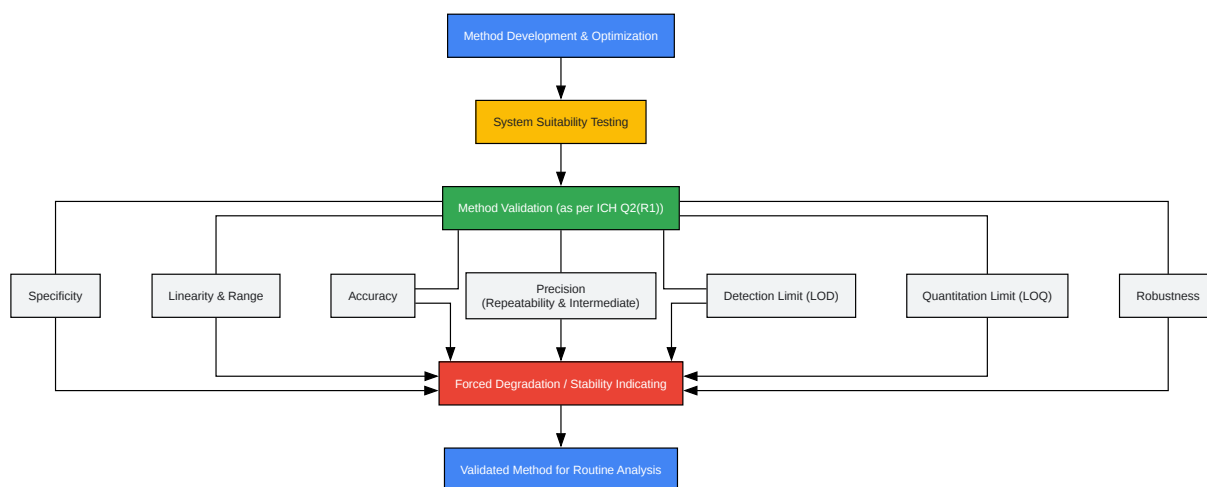 Method Development & Optimization
System Suitability Testing
Method Validation (as per ICH Q2(R1))
Specificity
Linearity & Range
Accuracy
Precision
(Repeatability & Intermediate)
Detection Limit (LOD)
Quantitation Limit (LOQ)
Robustness
Forced Degradation / Stability Indicating
Validated Method for Routine Analysis